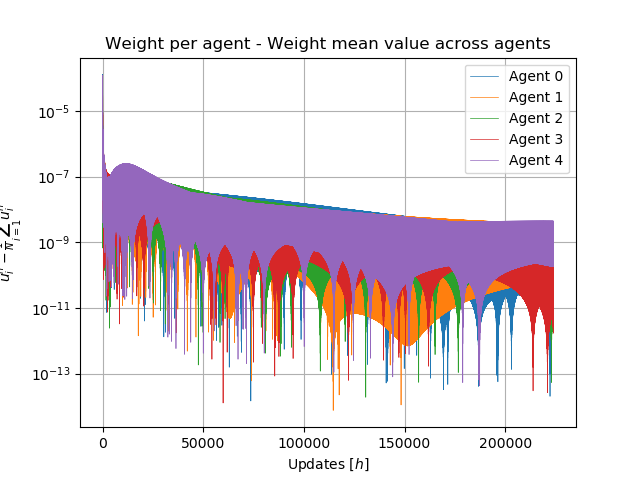 Weight per agent - Weight mean value across agents
Agent 0
Agent 1
Agent 2
Agent 3
Agent 4
10⁻⁵
10⁻⁷
10⁻⁹
10⁻¹¹
10⁻¹³
0
50000
100000
150000
200000
Updates [h]